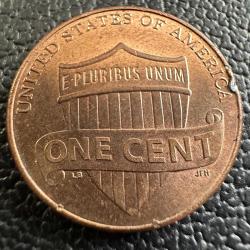 UNITED STATES OF AMERICA
E·PLURIBUS UNUM
ONE CENT
LB
JFM